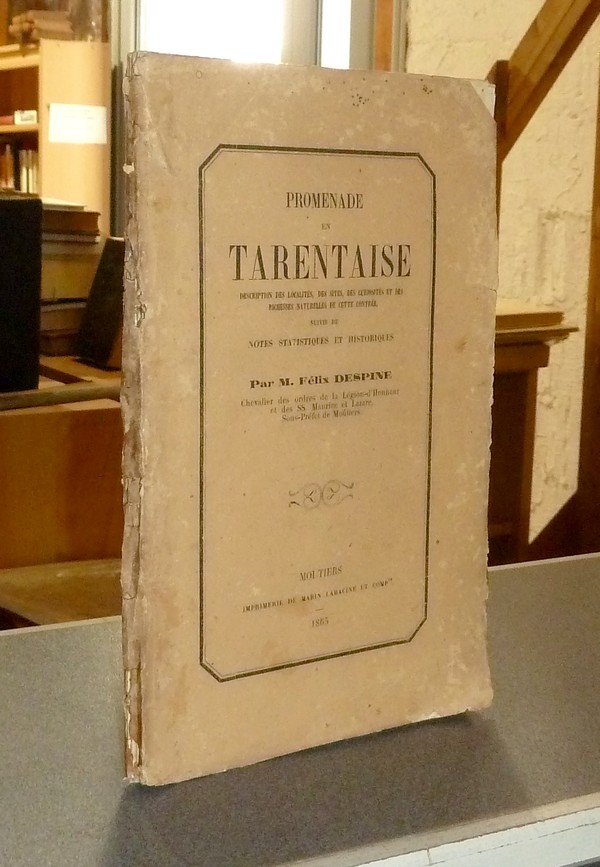 PROMENADE
EN
TARENTAISE
DESCRIPTION DES LOCALITÉS, DES SITES, DES CURIOSITÉS ET DES
RICHESSES NATURELLES DE CETTE CONTRÉE,
SUIVIE DE
NOTES STATISTIQUES ET HISTORIQUES
Par M. Félix DESPINE
Chevalier des ordres de la Légion-d'Honneur
et des SS. Maurice et Lazare,
Sous-Préfet de Moûtiers.
MOUTIERS
IMPRIMERIE DE MARIN LARACINE ET COMPie
1865